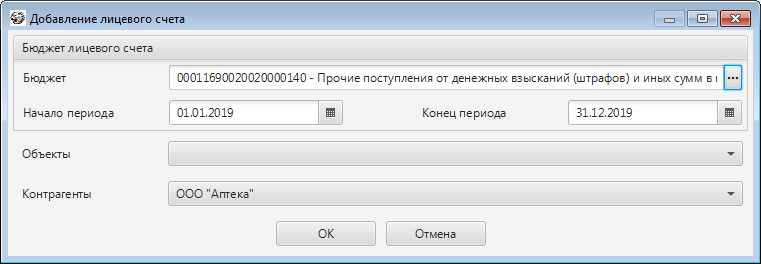 Добавление лицевого счета
Бюджет лицевого счета
Бюджет 00011690020020000140 - Прочие поступления от денежных взысканий (штрафов) и иных сумм в ...
Начало периода 01.01.2019 Конец периода 31.12.2019
Объекты
Контрагенты ООО "Аптека"
OK Отмена